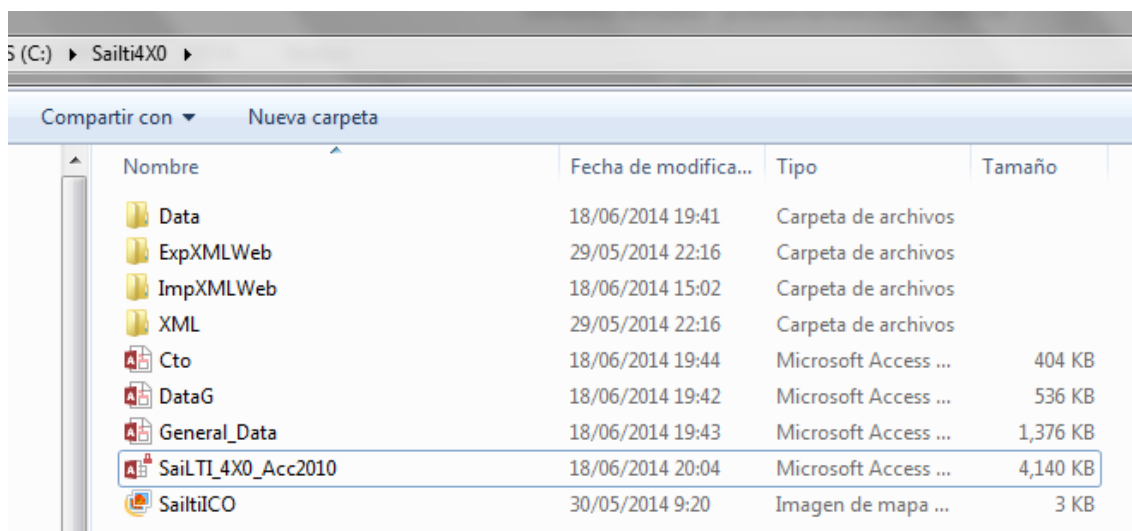 S (C:) ▸ Sailti4X0 ▸
Compartir con ▾ Nueva carpeta
Nombre Fecha de modifica... Tipo Tamaño
Data 18/06/2014 19:41 Carpeta de archivos
ExpXMLWeb 29/05/2014 22:16 Carpeta de archivos
ImpXMLWeb 18/06/2014 15:02 Carpeta de archivos
XML 29/05/2014 22:16 Carpeta de archivos
Cto 18/06/2014 19:44 Microsoft Access ... 404 KB
DataG 18/06/2014 19:42 Microsoft Access ... 536 KB
General_Data 18/06/2014 19:43 Microsoft Access ... 1,376 KB
SaiLTI_4X0_Acc2010 18/06/2014 20:04 Microsoft Access ... 4,140 KB
SailtiICO 30/05/2014 9:20 Imagen de mapa ... 3 KB